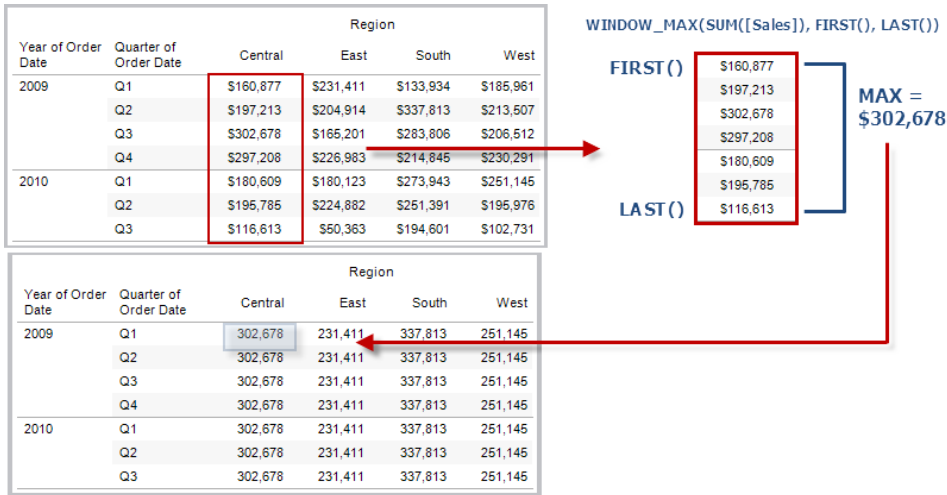 Region
Year of Order Date Quarter of Order Date Central East South West
2009 Q1 $160,877 $231,411 $133,934 $185,961
Q2 $197,213 $204,914 $337,813 $213,507
Q3 $302,678 $165,201 $283,806 $206,512
Q4 $297,208 $226,983 $214,845 $230,291
2010 Q1 $180,609 $180,123 $273,943 $251,145
Q2 $195,785 $224,882 $251,391 $195,976
Q3 $116,613 $50,363 $194,601 $102,731
WINDOW_MAX(SUM([Sales]), FIRST(), LAST())
FIRST() $160,877
$197,213
$302,678
$297,208
$180,609
$195,785
LAST() $116,613
MAX =
$302,678
Region
Year of Order Date Quarter of Order Date Central East South West
2009 Q1 302,678 231,411 337,813 251,145
Q2 302,678 231,411 337,813 251,145
Q3 302,678 231,411 337,813 251,145
Q4 302,678 231,411 337,813 251,145
2010 Q1 302,678 231,411 337,813 251,145
Q2 302,678 231,411 337,813 251,145
Q3 302,678 231,411 337,813 251,145